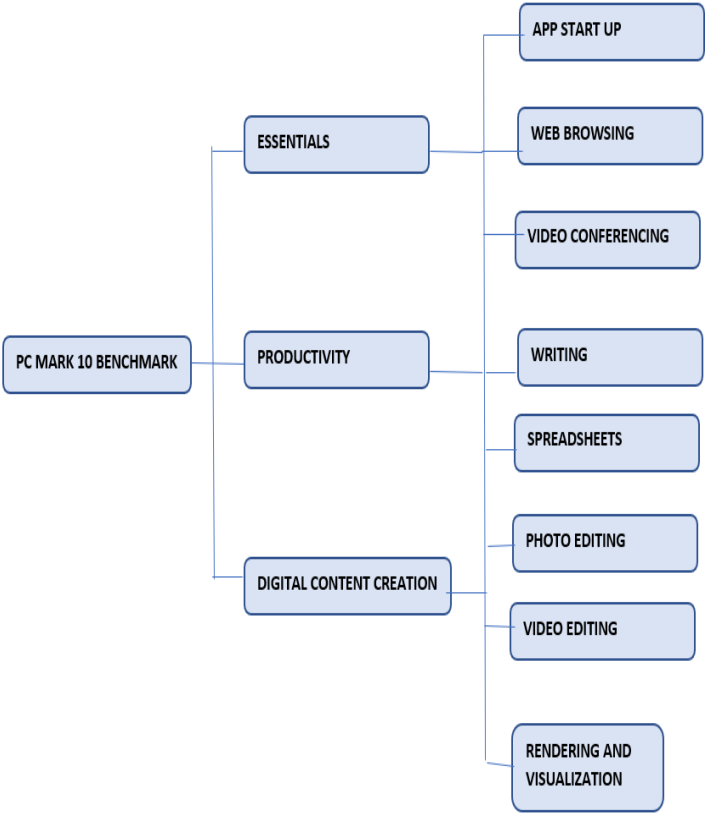 PC MARK 10 BENCHMARK
ESSENTIALS
PRODUCTIVITY
DIGITAL CONTENT CREATION
APP START UP
WEB BROWSING
VIDEO CONFERENCING
WRITING
SPREADSHEETS
PHOTO EDITING
VIDEO EDITING
RENDERING AND
VISUALIZATION